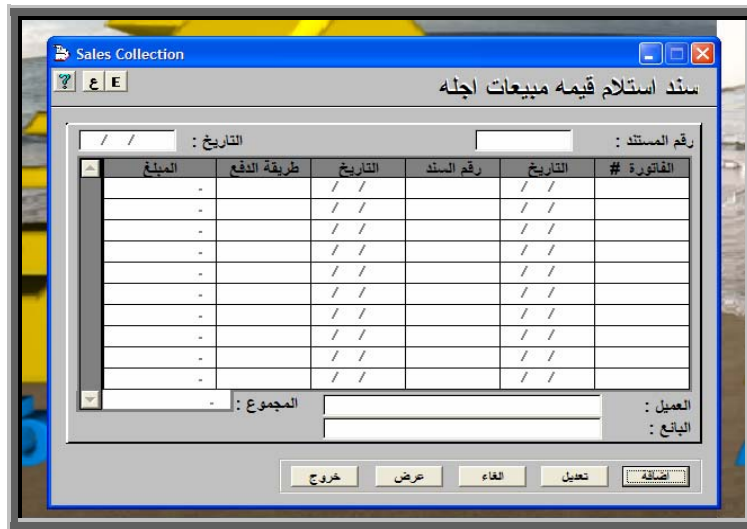 Sales Collection
سند استلام قيمه مبيعات اجله
? ع E
رقم المستند : التاريخ : / /
الفاتورة # التاريخ رقم السند التاريخ طريقة الدفع المبلغ
/ / / / -
/ / / / -
/ / / / -
/ / / / -
/ / / / -
/ / / / -
/ / / / -
/ / / / -
/ / / / -
/ / / / -
العميل : المجموع : -
البائع :
اضافة تعديل الغاء عرض خروج